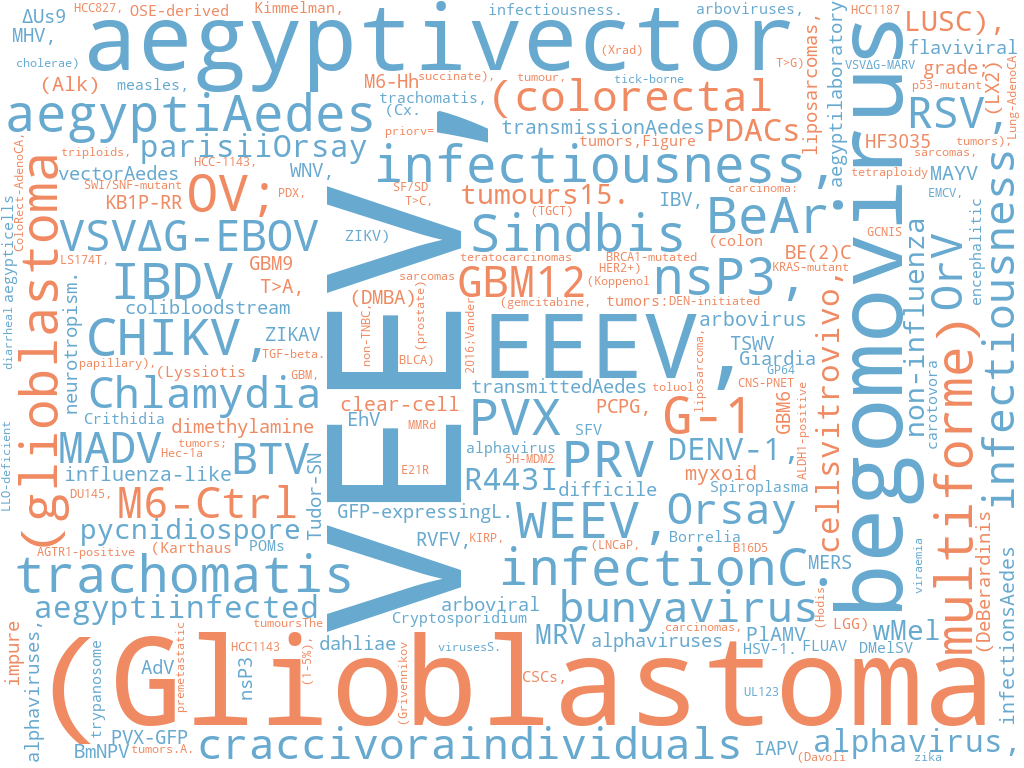 ΔUs9
HCC827,
OSE-derived
Kimmelman,
infectiousness.
arboviruses,
HCC1187
LUSC),
MHV,
aegyptivector
(Xrad)
flaviviral
cholerae)
T>G)
VSVΔG-MARV
(Alk)
measles,
M6-Hh
succinate),
tumour,
tick-borne
grade;
p53-mutant
(LX2)
Lung-AdenoCA,
aegyptiAedes
trachomatis,
(Cx.
(colorectal
liposarcomas,
aegyptilaboratory
RSV,
priorv=
,
transmissionAedes
PDACs
HF3035
tumors),
triploids,
parisiiOrsay
tumors,Figure
sarcomas,
ColoRect-AdenoCA,
HCC-1143,
WNV,
infectiousness,
tetraploidy
MAYV
vectorAedes
SWI/SNF-mutant
PDX,
SF/SD
T>C,
tumours15.
IBV,
carcinoma:
EMCV,
KB1P-RR
OV;
(TGCT)
BeAr
begomovirus
GCNIS
VSVΔG-EBOV
ZIKV)
Sindbis
(colon
BE(2)C
LS174T,
GBM9
teratocarcinomas
BRCA1-mutated
HER2+)
(Koppenol
KRAS-mutant
IBDV
T>A,
sarcomas
GBM12
nsP3,
OrV
encephalitic
infectiousness
diarrheal
aegypticells
(glioblastoma
neurotropism.
colibloodstream
(DMBA)
(prostate)
2016;Vander
(gemcitabine,
tumors:
DEN-initiated
non-influenza
CHIKV,
ZIKAV
TGF-beta.
non-TNBC,
BLCA)
VEEV
EEEV,
arbovirus
TSWV
Giardia
GP64
papillary),
(Lyssiotis
GBM,
transmittedAedes
toluol
liposarcoma,
CNS-PNET
cellsvitrovivo,
carotovora
multiforme)
Chlamydia
clear-cell
PCPG,
G-1
GBM6
ALDH1-positive
Crithidia
dimethylamine
EhV
MMRd
PVX
SFV
LLO-deficient
MADV
tumors;
Hec-1a
BTV
alphavirus
5H-MDM2
PRV
DENV-1,
influenza-like
E21R
R443I
difficile
myxoid
Spiroplasma
DU145,
M6-Ctrl
Tudor-SN
GFP-expressingL.
WEEV,
Orsay
pycnidiospore
RVFV,
KIRP,
Borrelia
AGTR1-positive
(Karthaus
POMs
(LNCaP,
B16D5
MERS
viraemia
(DeBerardinis
infectionsAedes
trachomatis
infectionC.
(Hodis
aegyptiinfected
arboviral
bunyavirus
LGG)
wMel
Cryptosporidium
impure
alphaviruses,
tumoursThe
carcinomas,
MRV
alphaviruses
PlAMV
HSV-1.
FLUAV
DMelSV
trypanosome
AdV
premetastatic
HCC1143
nsP3
(1-5%),
dahliae
virusesS.
(Glioblastoma
(Grivennikov
CSCs,
UL123
PVX-GFP
BmNPV
tumors.A.
craccivoraindividuals
IAPV
(Davoli
alphavirus,
zika